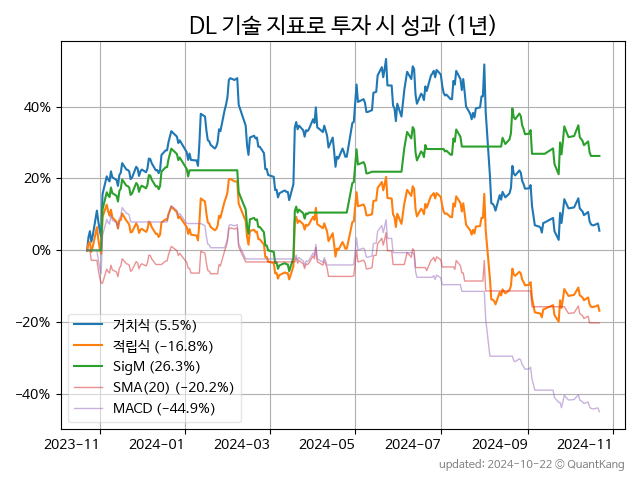 DL 기술 지표로 투자 시 성과 (1년)
40%
20%
0%
−20%
−40%
거치식 (5.5%)
적립식 (−16.8%)
SigM (26.3%)
SMA(20) (−20.2%)
MACD (−44.9%)
2023-11
2024-01
2024-03
2024-05
2024-07
2024-09
2024-11
updated: 2024-10-22 © QuantKang